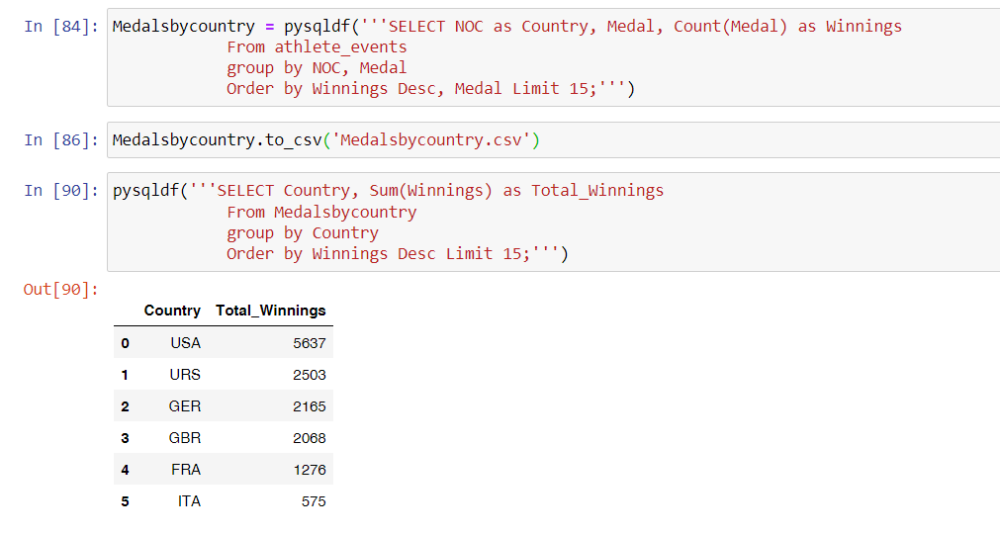 In [84]: Medalsbycountry = pysqldf('''SELECT NOC as Country, Medal, Count(Medal) as Winnings
From athlete_events
group by NOC, Medal
Order by Winnings Desc, Medal Limit 15;''')
In [86]: Medalsbycountry.to_csv('Medalsbycountry.csv')
In [90]: pysqldf('''SELECT Country, Sum(Winnings) as Total_Winnings
From Medalsbycountry
group by Country
Order by Winnings Desc Limit 15;''')
Out[90]:
Country Total_Winnings
0 USA 5637
1 URS 2503
2 GER 2165
3 GBR 2068
4 FRA 1276
5 ITA 575